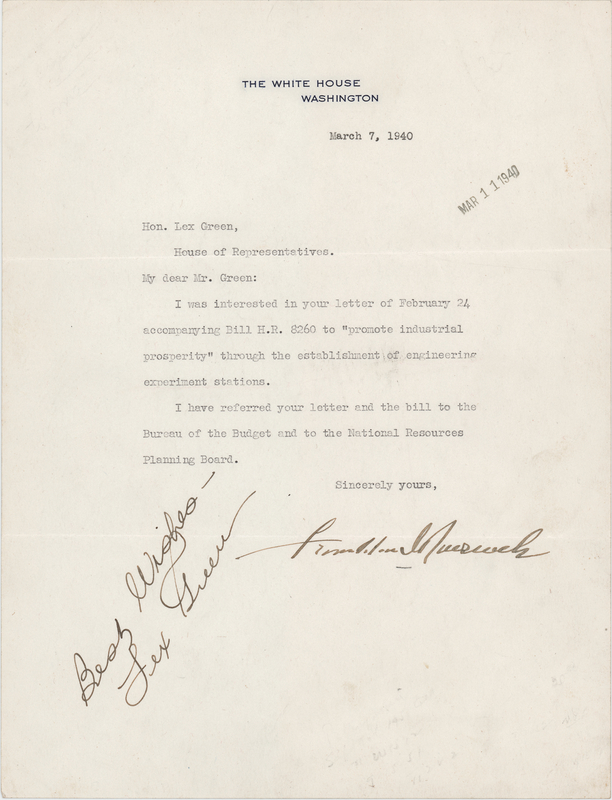 THE WHITE HOUSE
WASHINGTON
March 7, 1940
MAR 11 1940
Hon. Lex Green,
House of Representatives.
My dear Mr. Green:
I was interested in your letter of February 24
accompanying Bill H.R. 8260 to "promote industrial
prosperity" through the establishment of engineering
experiment stations.
I have referred your letter and the bill to the
Bureau of the Budget and to the National Resources
Planning Board.
Sincerely yours,
Franklin D Roosevelt
Best Wishes—
Lex Green